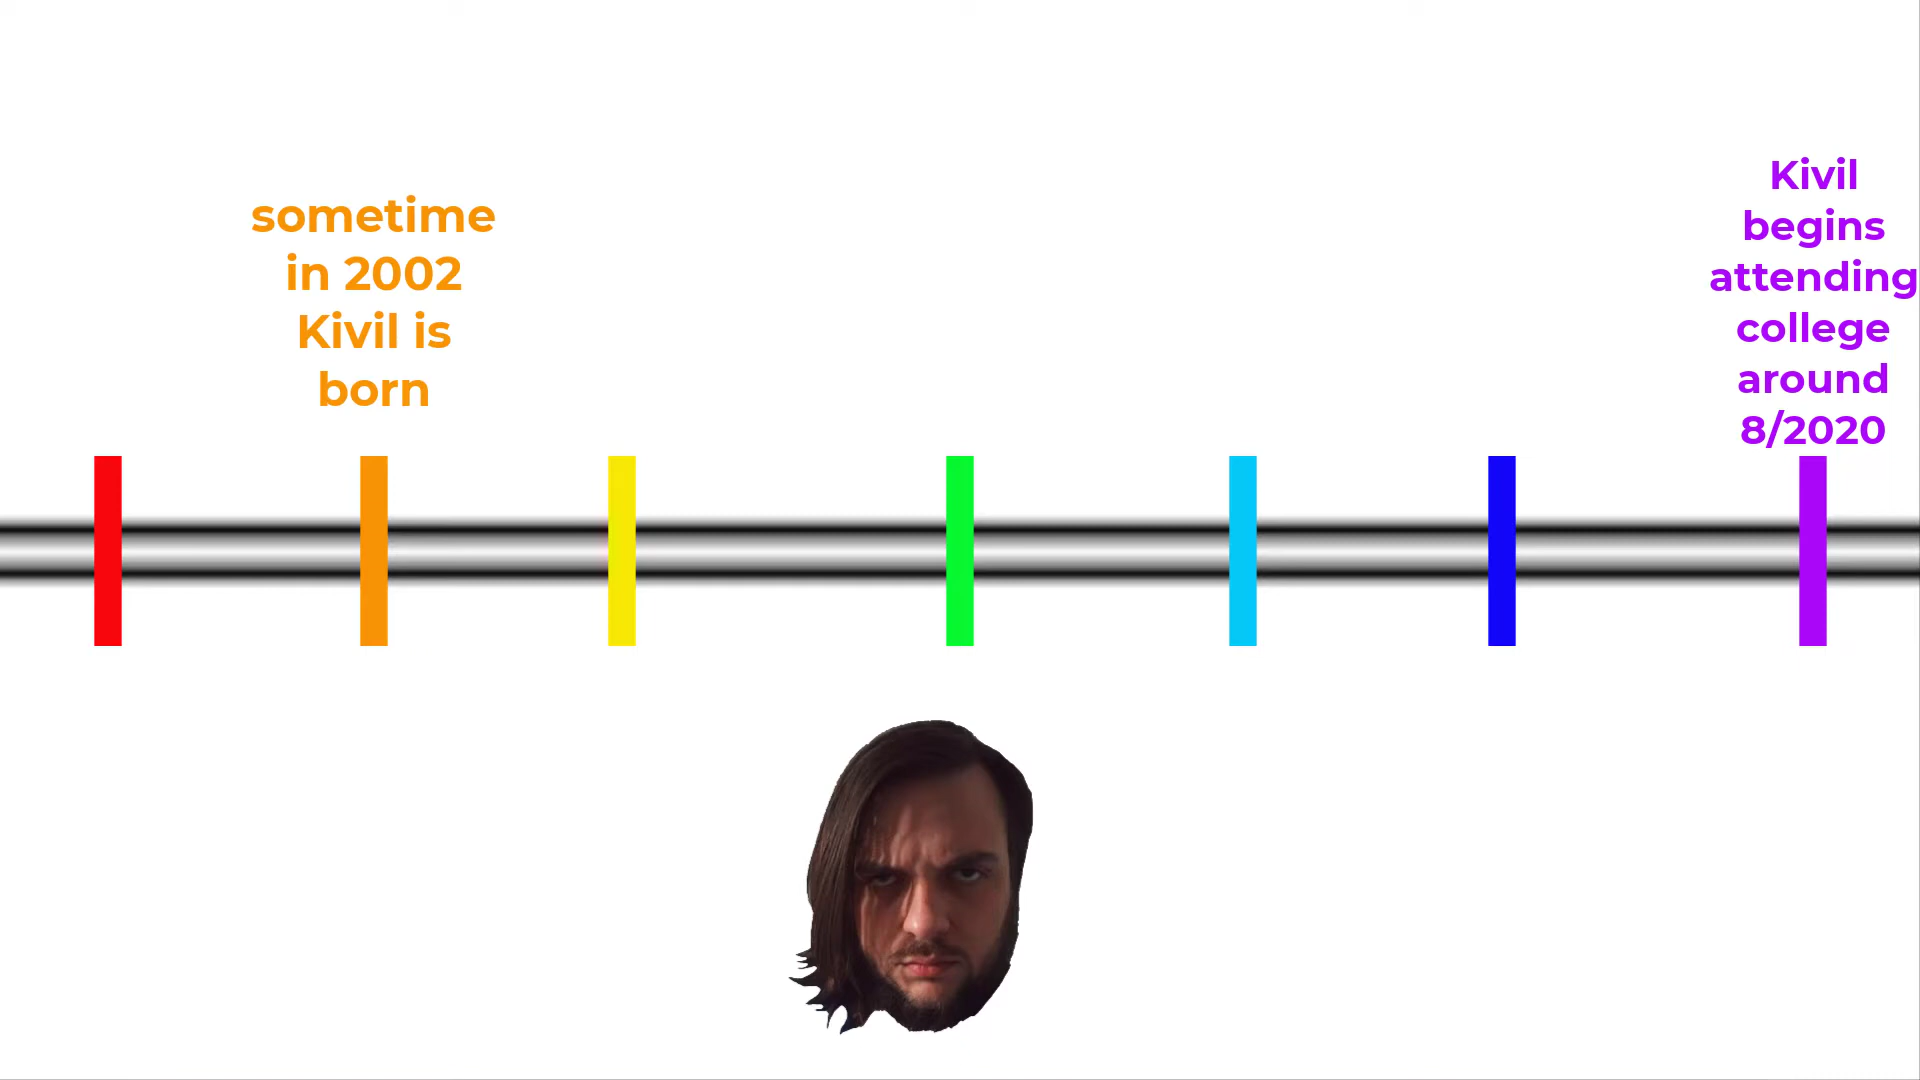 sometime
in 2002
Kivil is
born
Kivil
begins
attending
college
around
8/2020